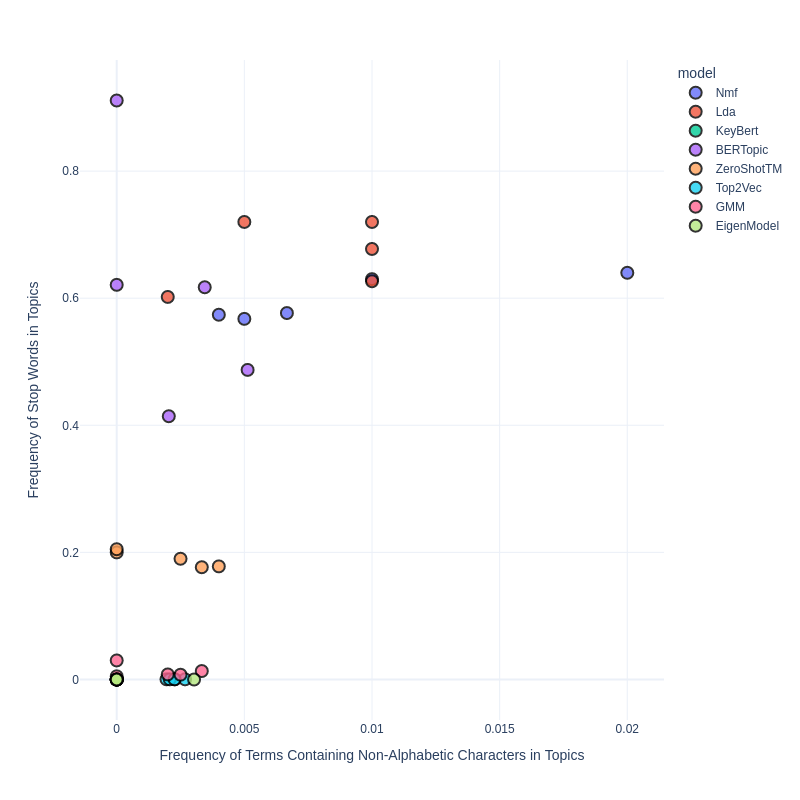 model
Nmf
Lda
KeyBert
BERTopic
ZeroShotTM
Top2Vec
GMM
EigenModel
0.8
0.6
0.4
0.2
0
Frequency of Stop Words in Topics
0 0.005 0.01 0.015 0.02
Frequency of Terms Containing Non-Alphabetic Characters in Topics